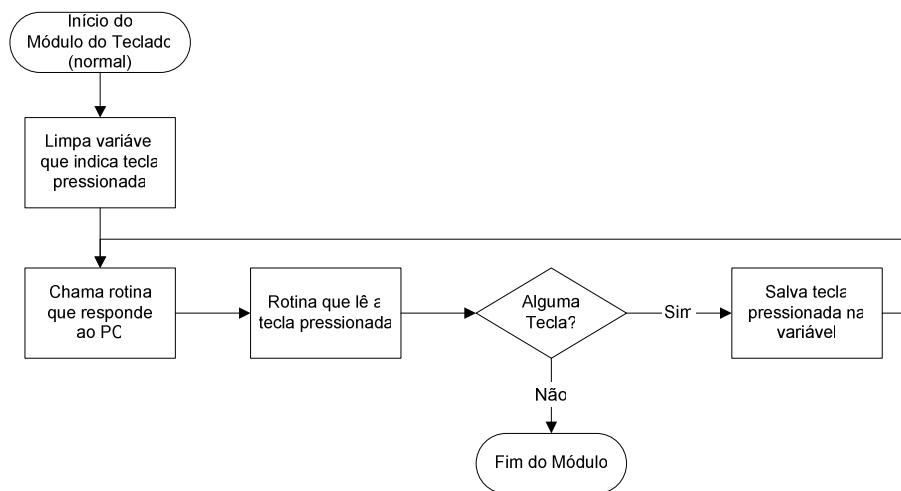 Início do
Módulo do Teclado
(normal)
Limpa variáve
que indica tecla
pressionada
Chama rotina
que responde
ao PC
Rotina que lê a
tecla pressionada
Alguma
Tecla?
Sim
Salva tecla
pressionada na
variável
Não
Fim do Módulo